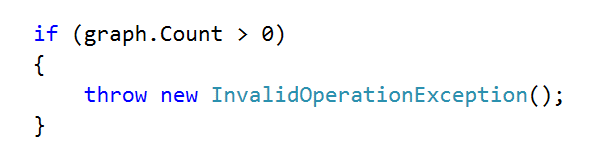 if (graph.Count > 0)
{
    throw new InvalidOperationException();
}